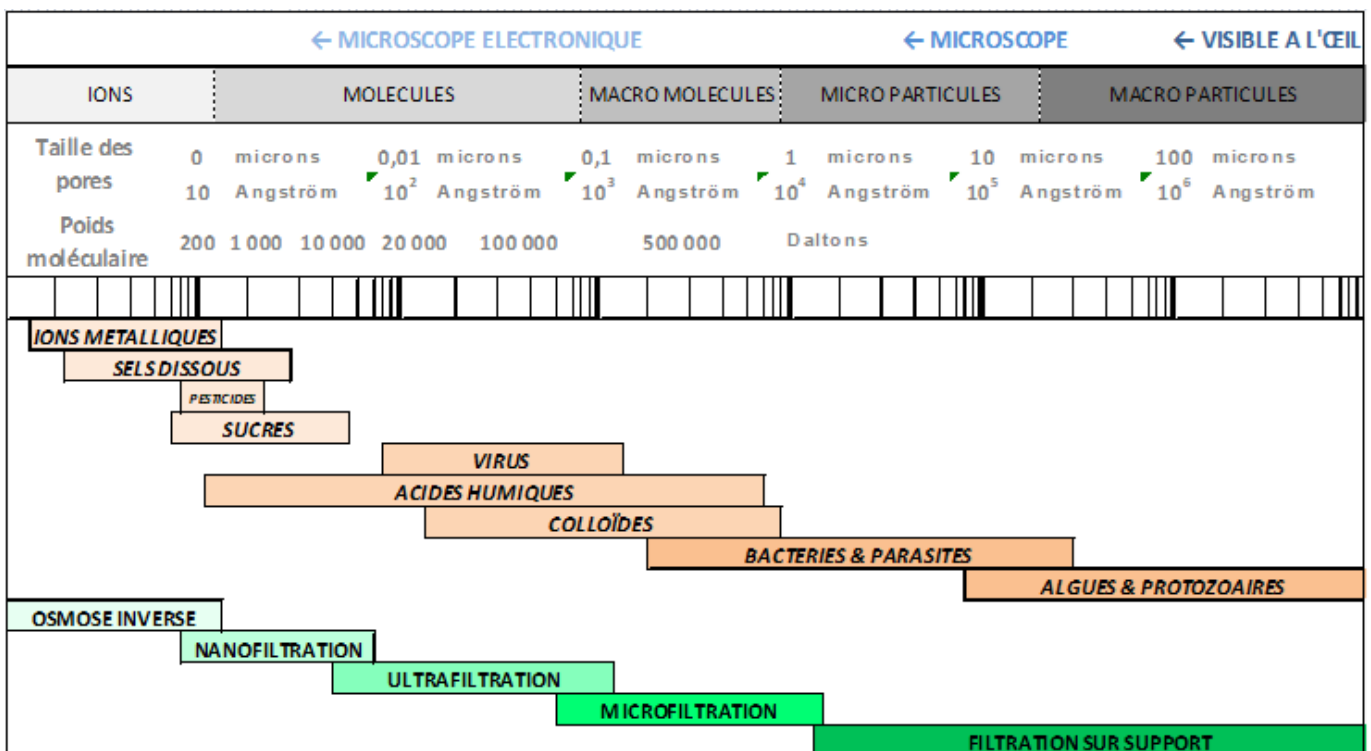 ← MICROSCOPE ELECTRONIQUE ← MICROSCOPE ← VISIBLE A L'ŒIL
IONS MOLECULES MACRO MOLECULES MICRO PARTICULES MACRO PARTICULES
Taille des pores
0 microns 0,01 microns 0,1 microns 1 microns 10 microns 100 microns
10 Angström 10² Angström 10³ Angström 10⁴ Angström 10⁵ Angström 10⁶ Angström
Poids moléculaire
200 1 000 10 000 20 000 100 000 500 000 Daltons
IONS METALLIQUES
SELS DISSOUS
PESTICIDES
SUCRES
VIRUS
ACIDES HUMIQUES
COLLOÏDES
BACTERIES & PARASITES
ALGUES & PROTOZOAIRES
OSMOSE INVERSE
NANOFILTRATION
ULTRAFILTRATION
MICROFILTRATION
FILTRATION SUR SUPPORT